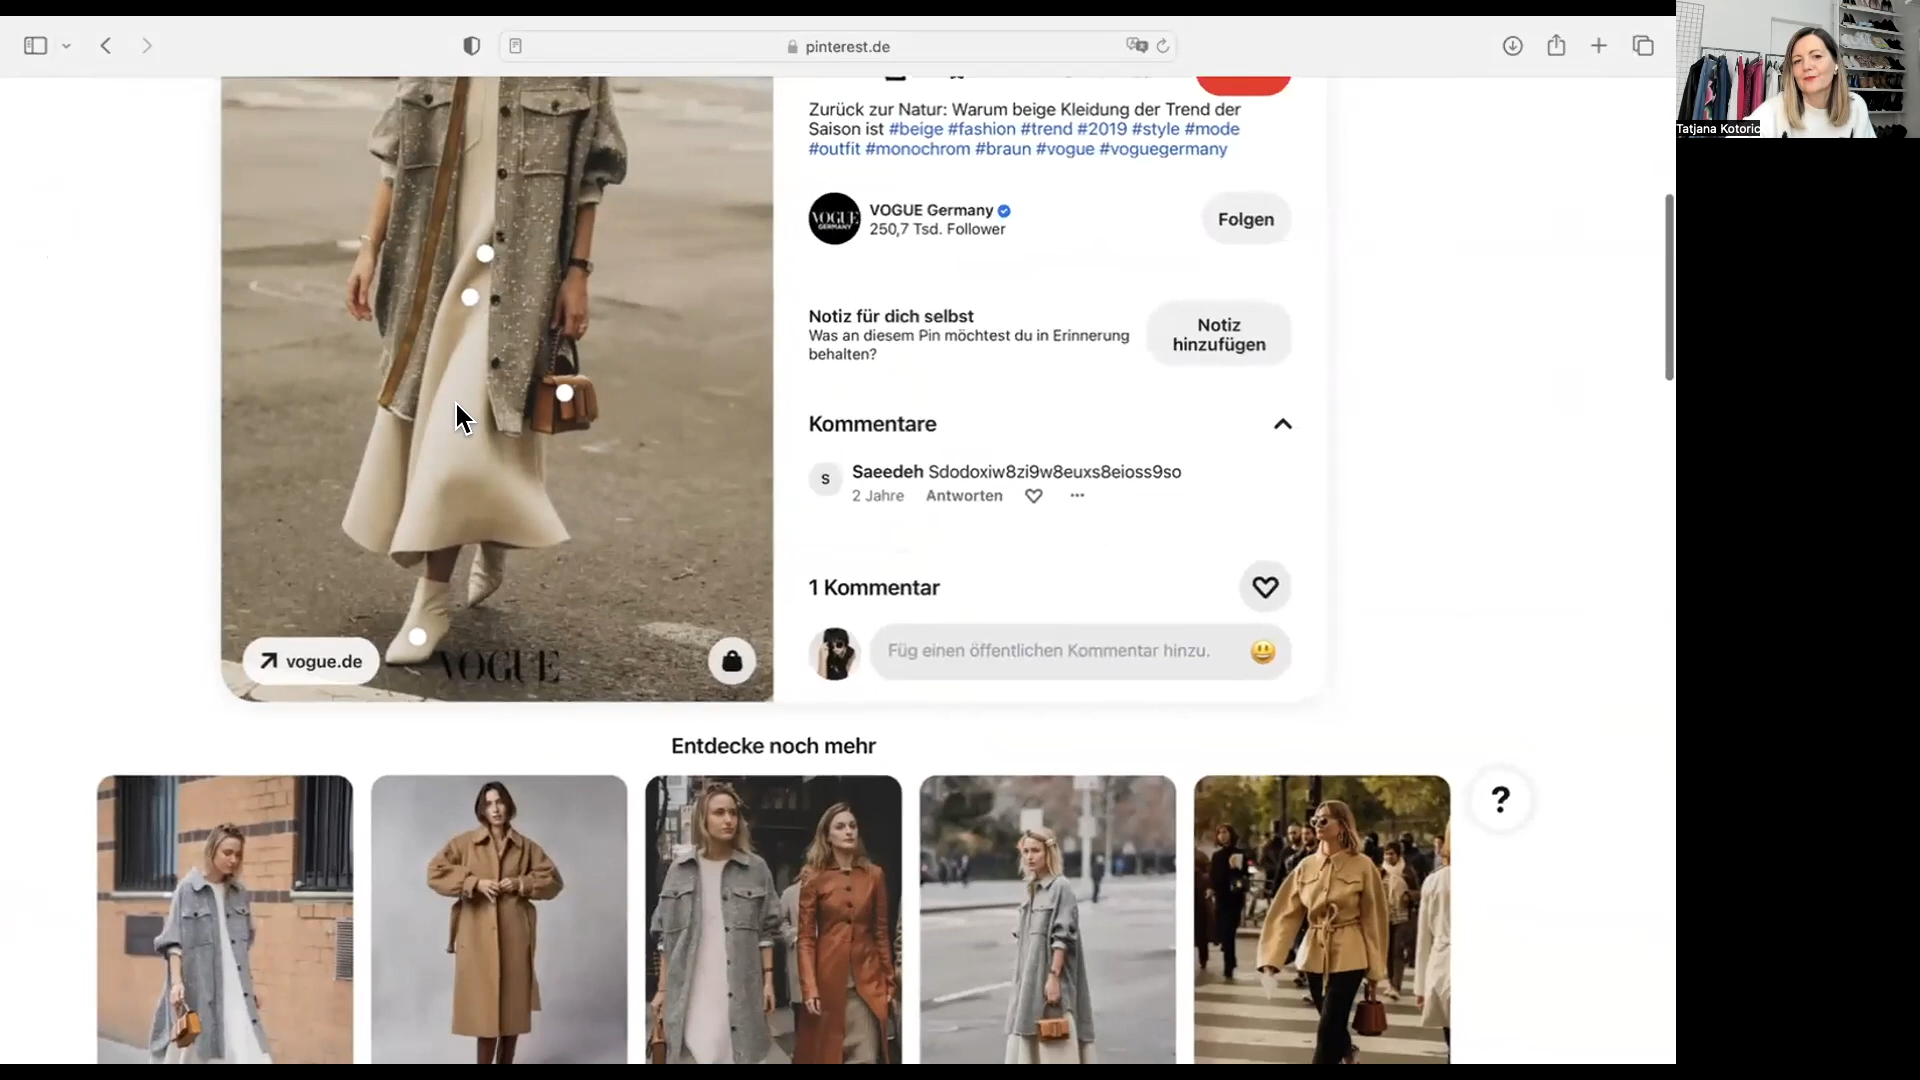 pinterest.de
Tatjana Kotoric
Zurück zur Natur: Warum beige Kleidung der Trend der
Saison ist #beige #fashion #trend #2019 #style #mode
#outfit #monochrom #braun #vogue #voguegermany
VOGUE
GERMANY
VOGUE Germany
250,7 Tsd. Follower
Folgen
Notiz für dich selbst
Was an diesem Pin möchtest du in Erinnerung
behalten?
Notiz
hinzufügen
Kommentare
S
Saeedeh Sdodoxiw8zi9w8euxs8eioss9so
2 Jahre Antworten
1 Kommentar
Füg einen öffentlichen Kommentar hinzu.
vogue.de
VOGUE
Entdecke noch mehr
?